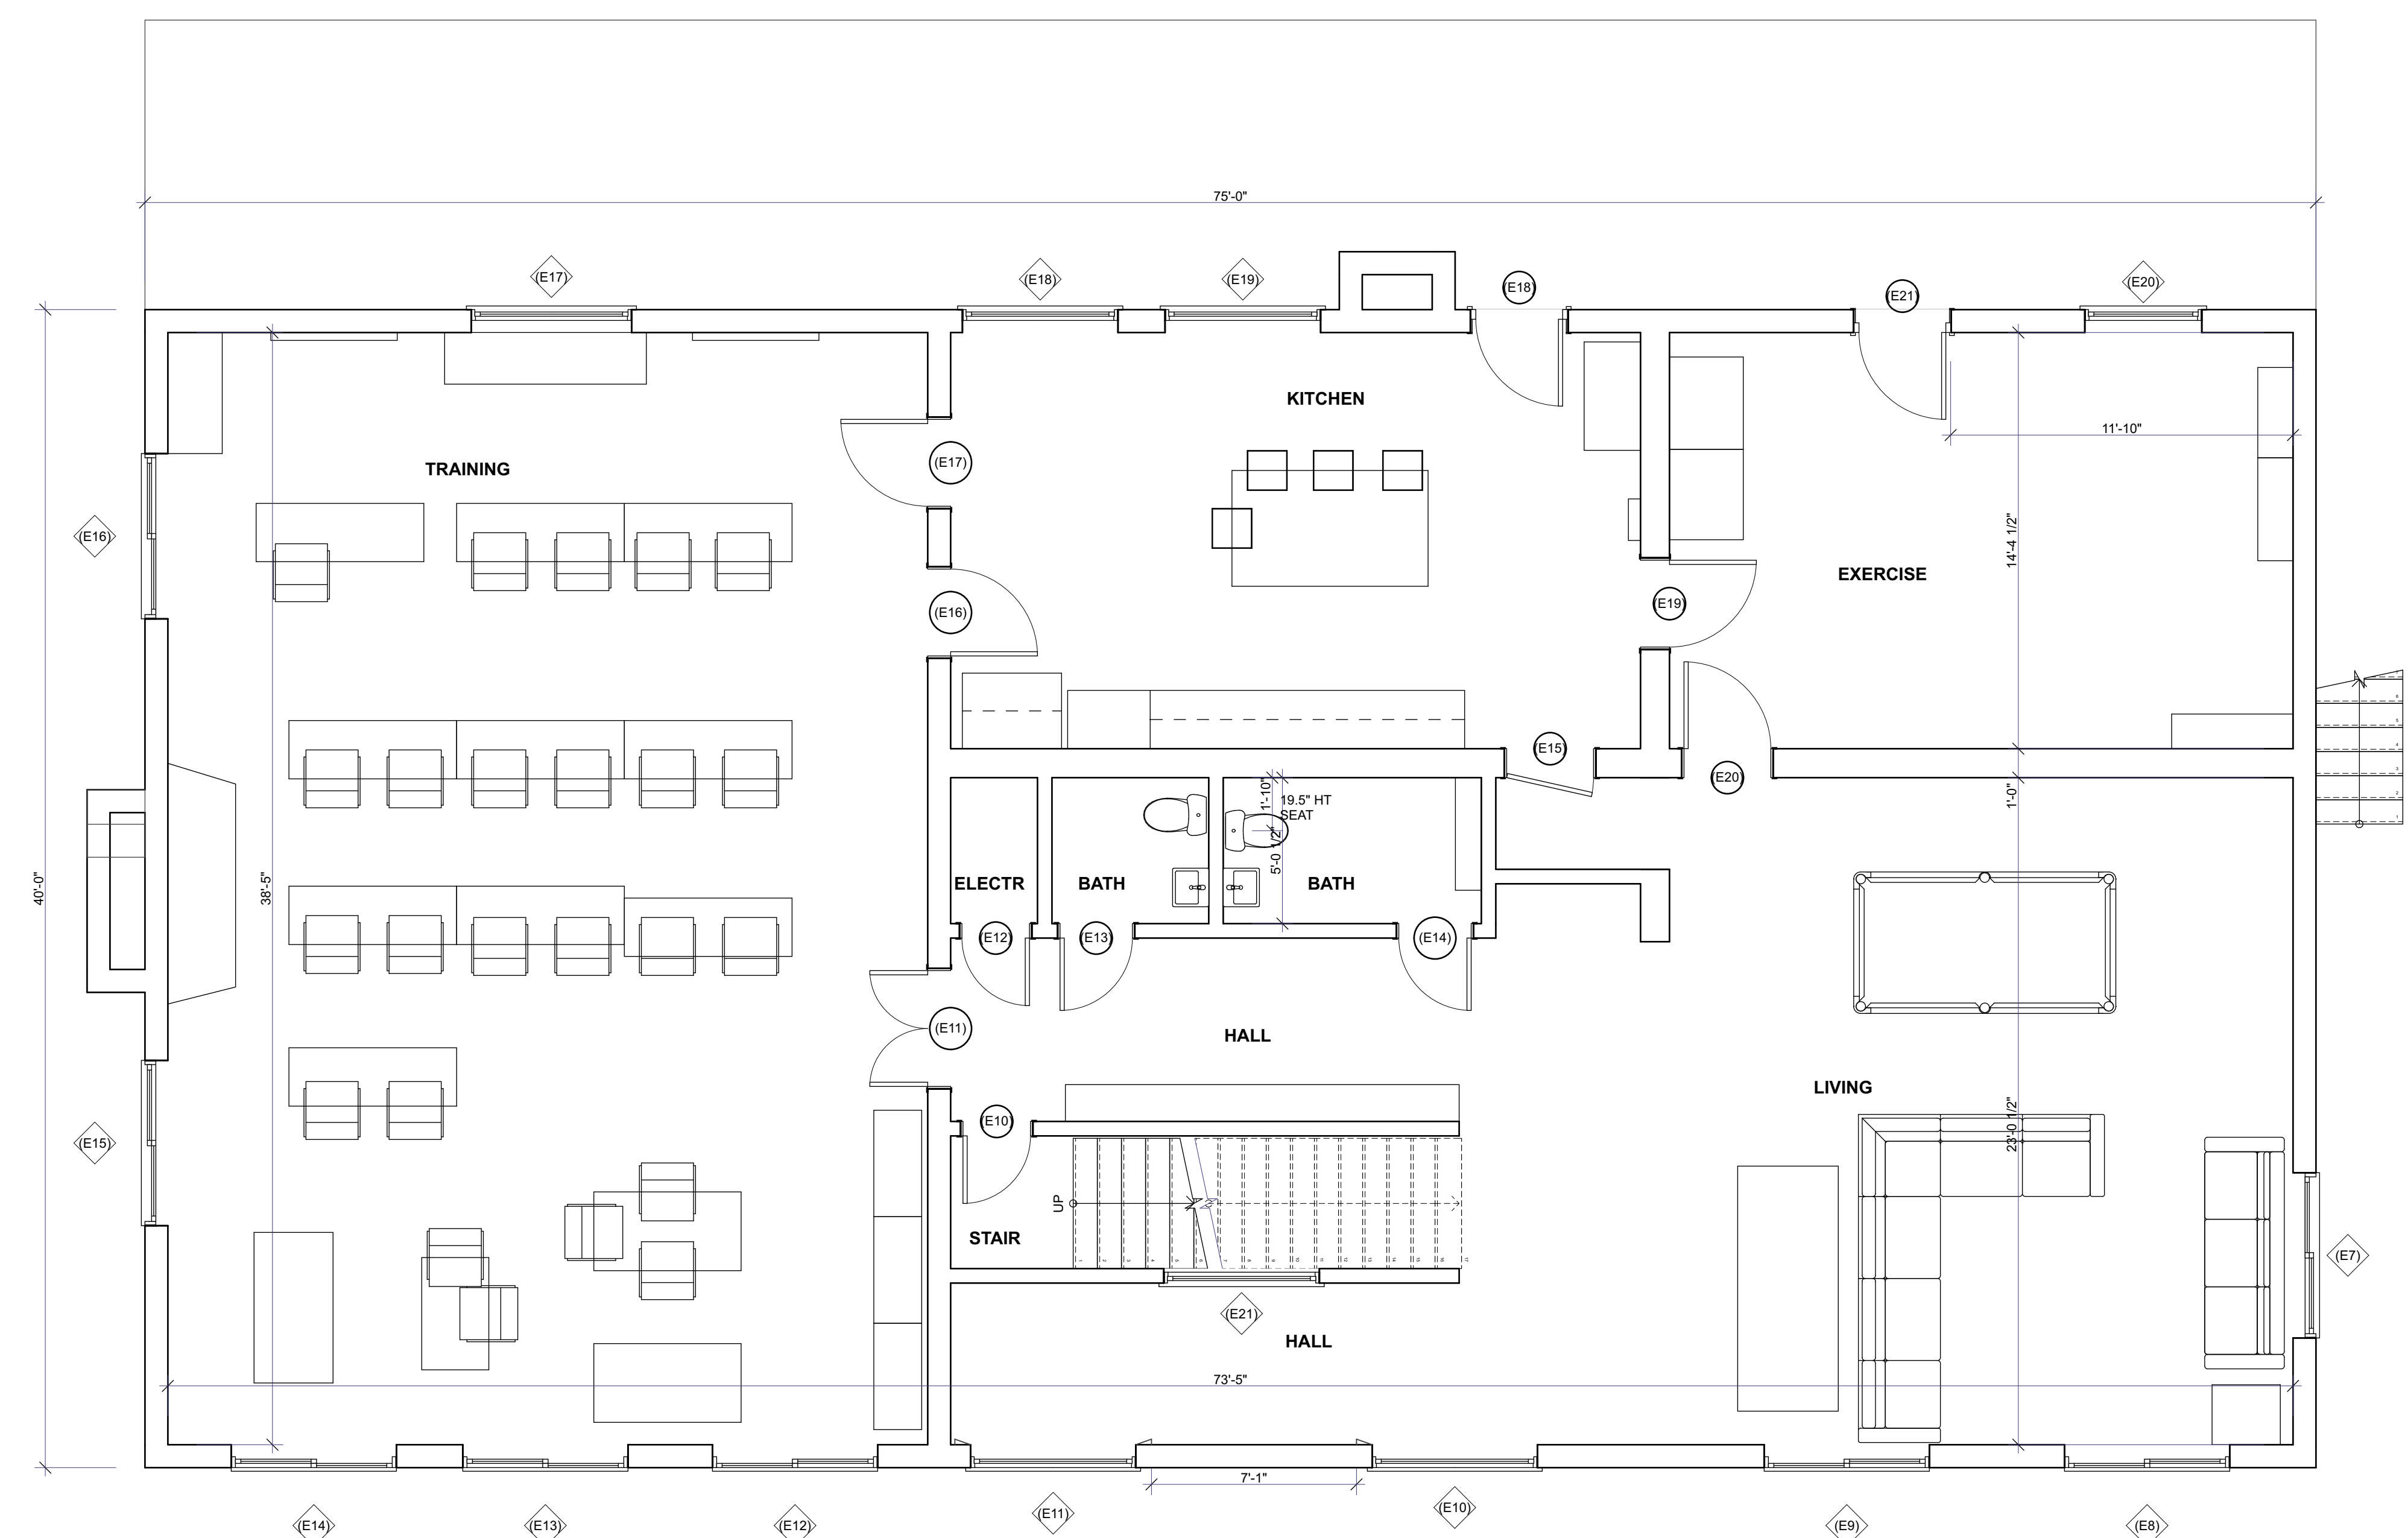 75'-0"
(E17)
(E18)
(E19)
(E18)
(E21)
(E20)
KITCHEN
11'-10"
TRAINING
(E17)
(E16)
14'-4 1/2"
EXERCISE
(E19)
(E16)
(E15)
(E20)
1'-10"
19.5" HT
SEAT
1'-0"
5'-0 1/2"
40'-0"
38'-5"
ELECTR
BATH
BATH
(E12)
(E13)
(E14)
(E11)
HALL
LIVING
(E10)
23'-0 1/2"
(E15)
UP
STAIR
(E7)
(E21)
HALL
73'-5"
7'-1"
(E14)
(E13)
(E12)
(E11)
(E10)
(E9)
(E8)